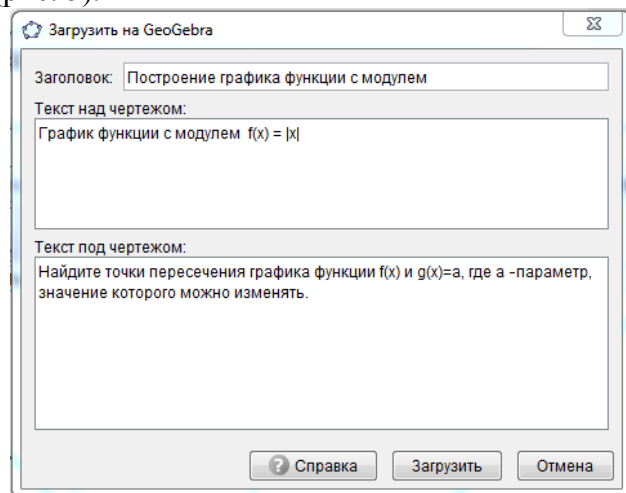 Загрузить на GeoGebra
Заголовок: Построение графика функции с модулем
Текст над чертежом:
График функции с модулем f(x) = |x|
Текст под чертежом:
Найдите точки пересечения графика функции f(x) и g(x)=a, где a -параметр,
значение которого можно изменять.
Справка Загрузить Отмена